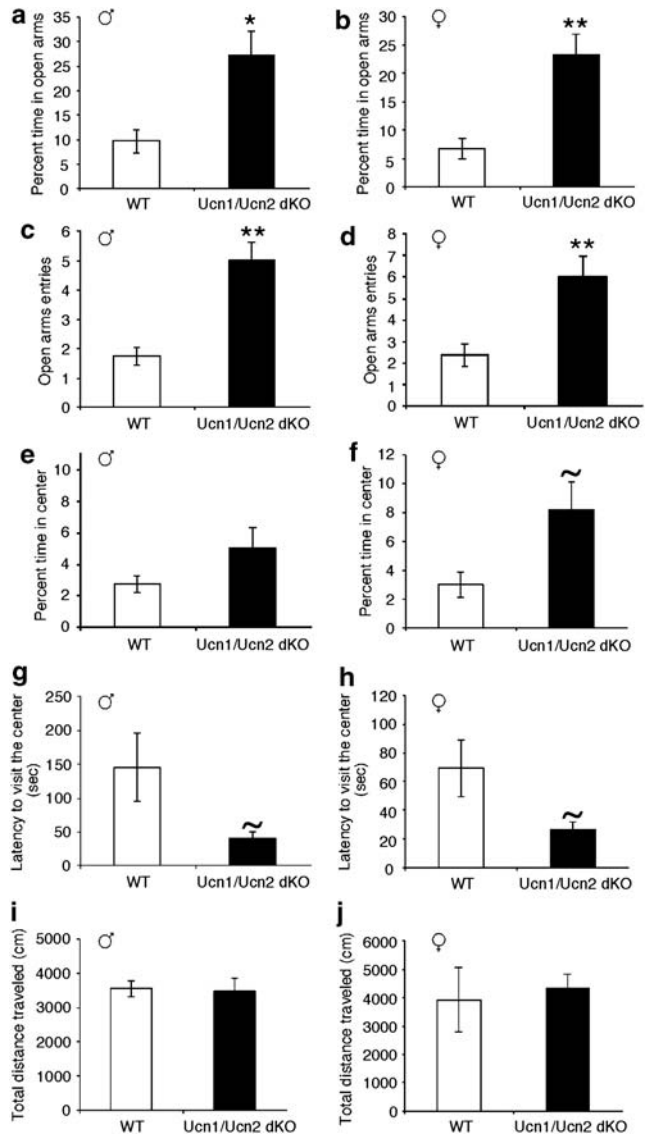 a ♂
Percent time in open arms
35
30
25
20
15
10
5
0
*
WT Ucn1/Ucn2 dKO
b ♀
Percent time in open arms
30
25
20
15
10
5
0
**
WT Ucn1/Ucn2 dKO
c ♂
Open arms entries
6
5
4
3
2
1
0
**
WT Ucn1/Ucn2 dKO
d ♀
Open arms entries
8
7
6
5
4
3
2
1
0
**
WT Ucn1/Ucn2 dKO
e ♂
Percent time in center
10
8
6
4
2
0
WT Ucn1/Ucn2 dKO
f ♀
Percent time in center
12
10
8
6
4
2
0
~
WT Ucn1/Ucn2 dKO
g ♂
Latency to visit the center
(sec)
250
200
150
100
50
0
~
WT Ucn1/Ucn2 dKO
h ♀
Latency to visit the center
(sec)
120
100
80
60
40
20
0
~
WT Ucn1/Ucn2 dKO
i ♂
Total distance traveled (cm)
5000
4000
3000
2000
1000
0
WT Ucn1/Ucn2 dKO
j ♀
Total distance traveled (cm)
6000
5000
4000
3000
2000
1000
0
WT Ucn1/Ucn2 dKO